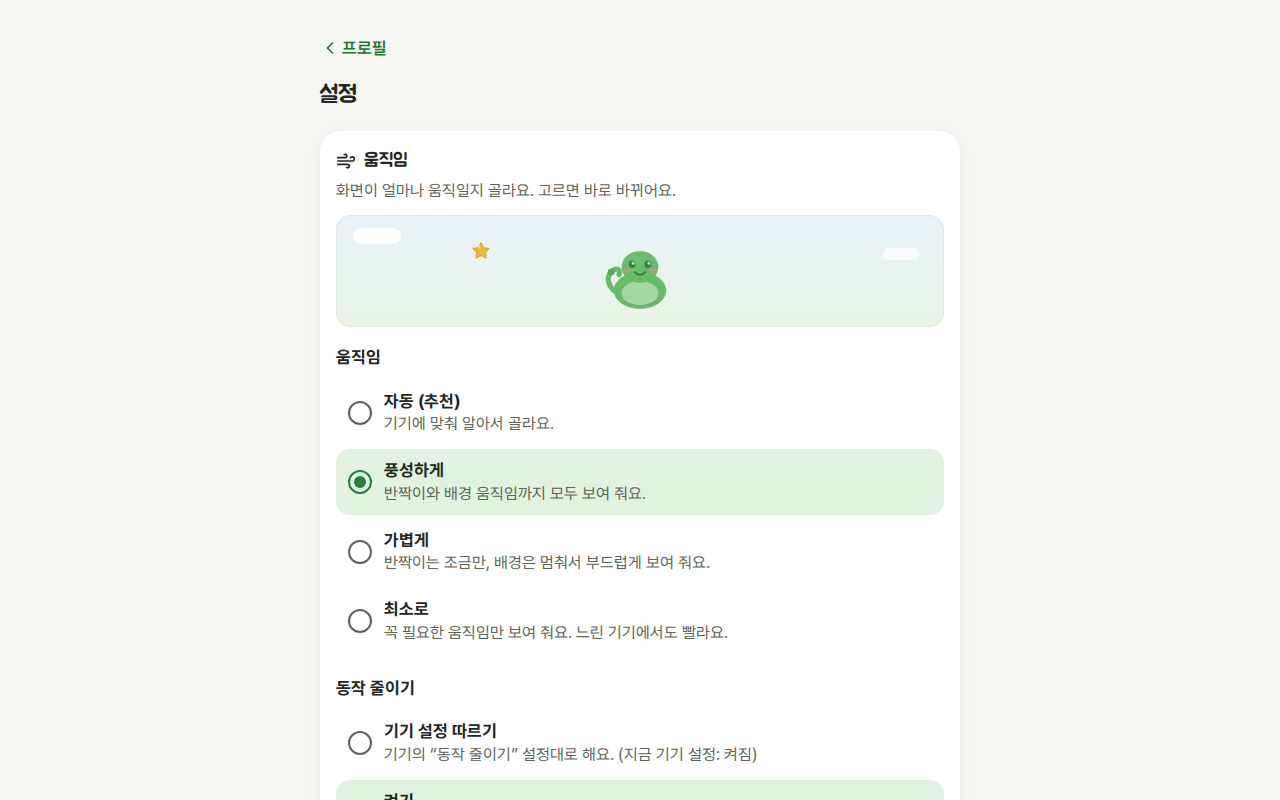 프로필
설정
움직임
화면이 얼마나 움직일지 골라요. 고르면 바로 바뀌어요.
움직임
자동 (추천)
기기에 맞춰 알아서 골라요.
풍성하게
반짝이와 배경 움직임까지 모두 보여 줘요.
가볍게
반짝이는 조금만, 배경은 멈춰서 부드럽게 보여 줘요.
최소로
꼭 필요한 움직임만 보여 줘요. 느린 기기에서도 빨라요.
동작 줄이기
기기 설정 따르기
기기의 “동작 줄이기” 설정대로 해요. (지금 기기 설정: 켜짐)